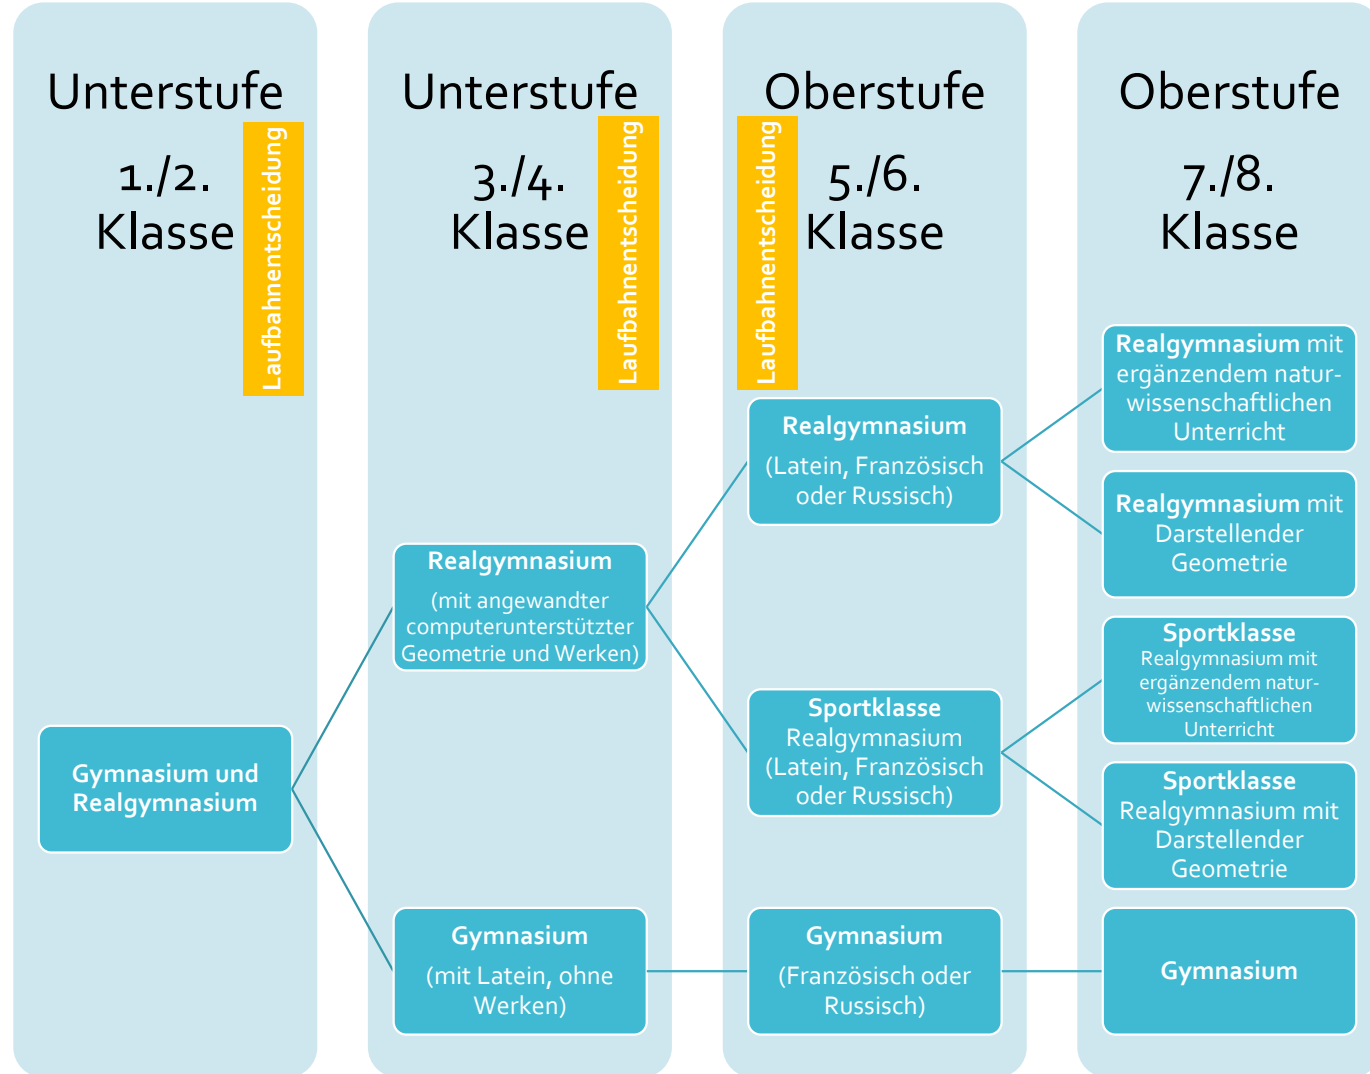 Unterstufe
1./2.
Klasse
Laufbahnentscheidung
Gymnasium und
Realgymnasium
Unterstufe
3./4.
Klasse
Laufbahnentscheidung
Realgymnasium
(mit angewandter
computerunterstützter
Geometrie und Werken)
Gymnasium
(mit Latein, ohne
Werken)
Oberstufe
5./6.
Klasse
Laufbahnentscheidung
Realgymnasium
(Latein, Französisch
oder Russisch)
Sportklasse
Realgymnasium
(Latein, Französisch
oder Russisch)
Gymnasium
(Französisch oder
Russisch)
Oberstufe
7./8.
Klasse
Realgymnasium mit
ergänzendem natur-
wissenschaftlichen
Unterricht
Realgymnasium mit
Darstellender
Geometrie
Sportklasse
Realgymnasium mit
ergänzendem natur-
wissenschaftlichen
Unterricht
Sportklasse
Realgymnasium mit
Darstellender
Geometrie
Gymnasium